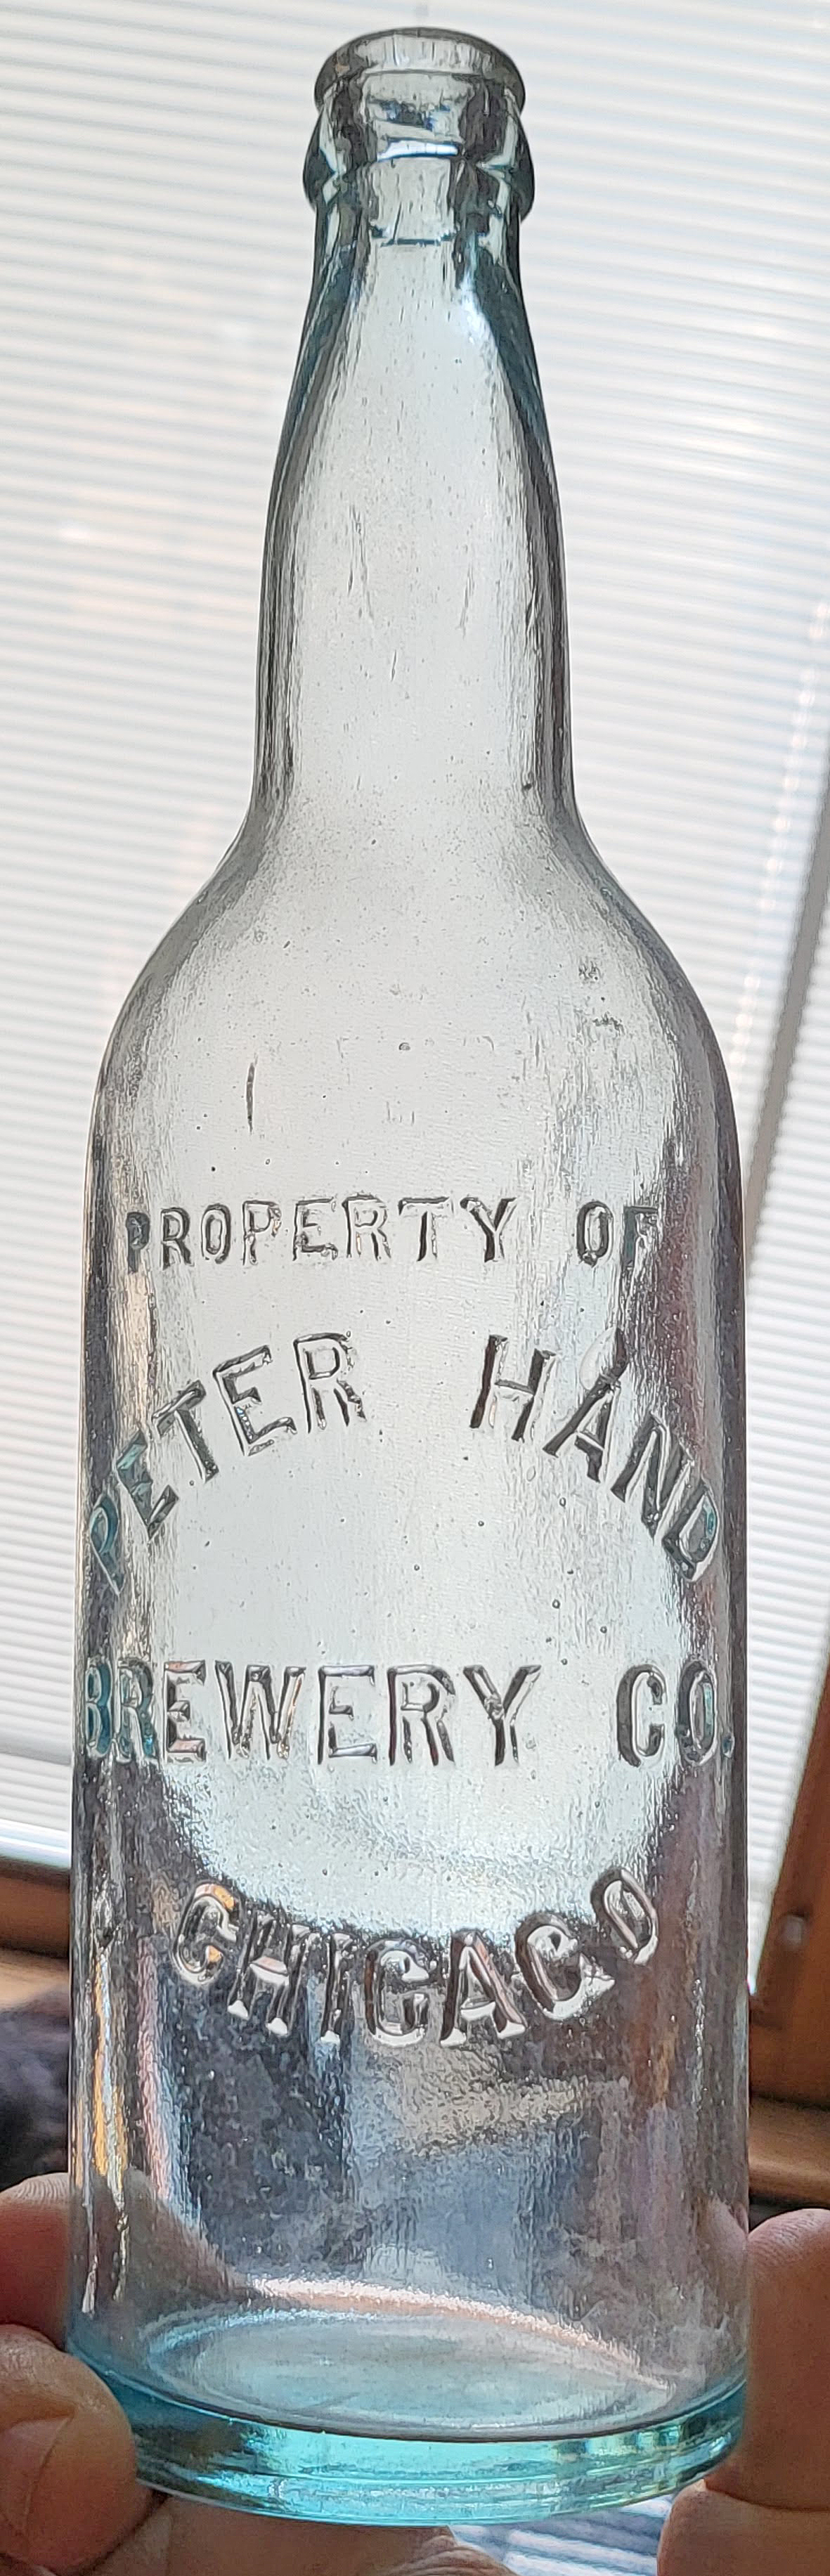 PROPERTY OF
PETER HAND
BREWERY CO.
CHICAGO